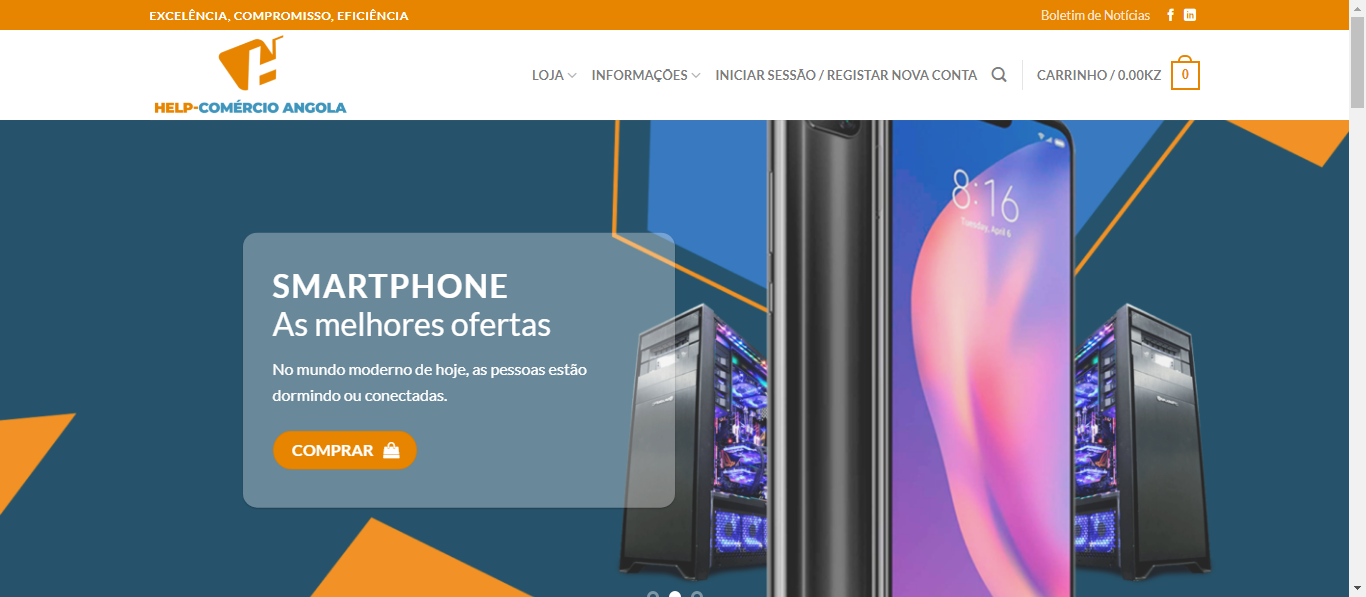 EXCELÊNCIA, COMPROMISSO, EFICIÊNCIA
Boletim de Notícias
HELP-COMÉRCIO ANGOLA
LOJA
INFORMAÇÕES
INICIAR SESSÃO / REGISTAR NOVA CONTA
CARRINHO / 0.00KZ
0
8:16
Tuesday, April 6
SMARTPHONE
As melhores ofertas
No mundo moderno de hoje, as pessoas estão
dormindo ou conectadas.
COMPRAR